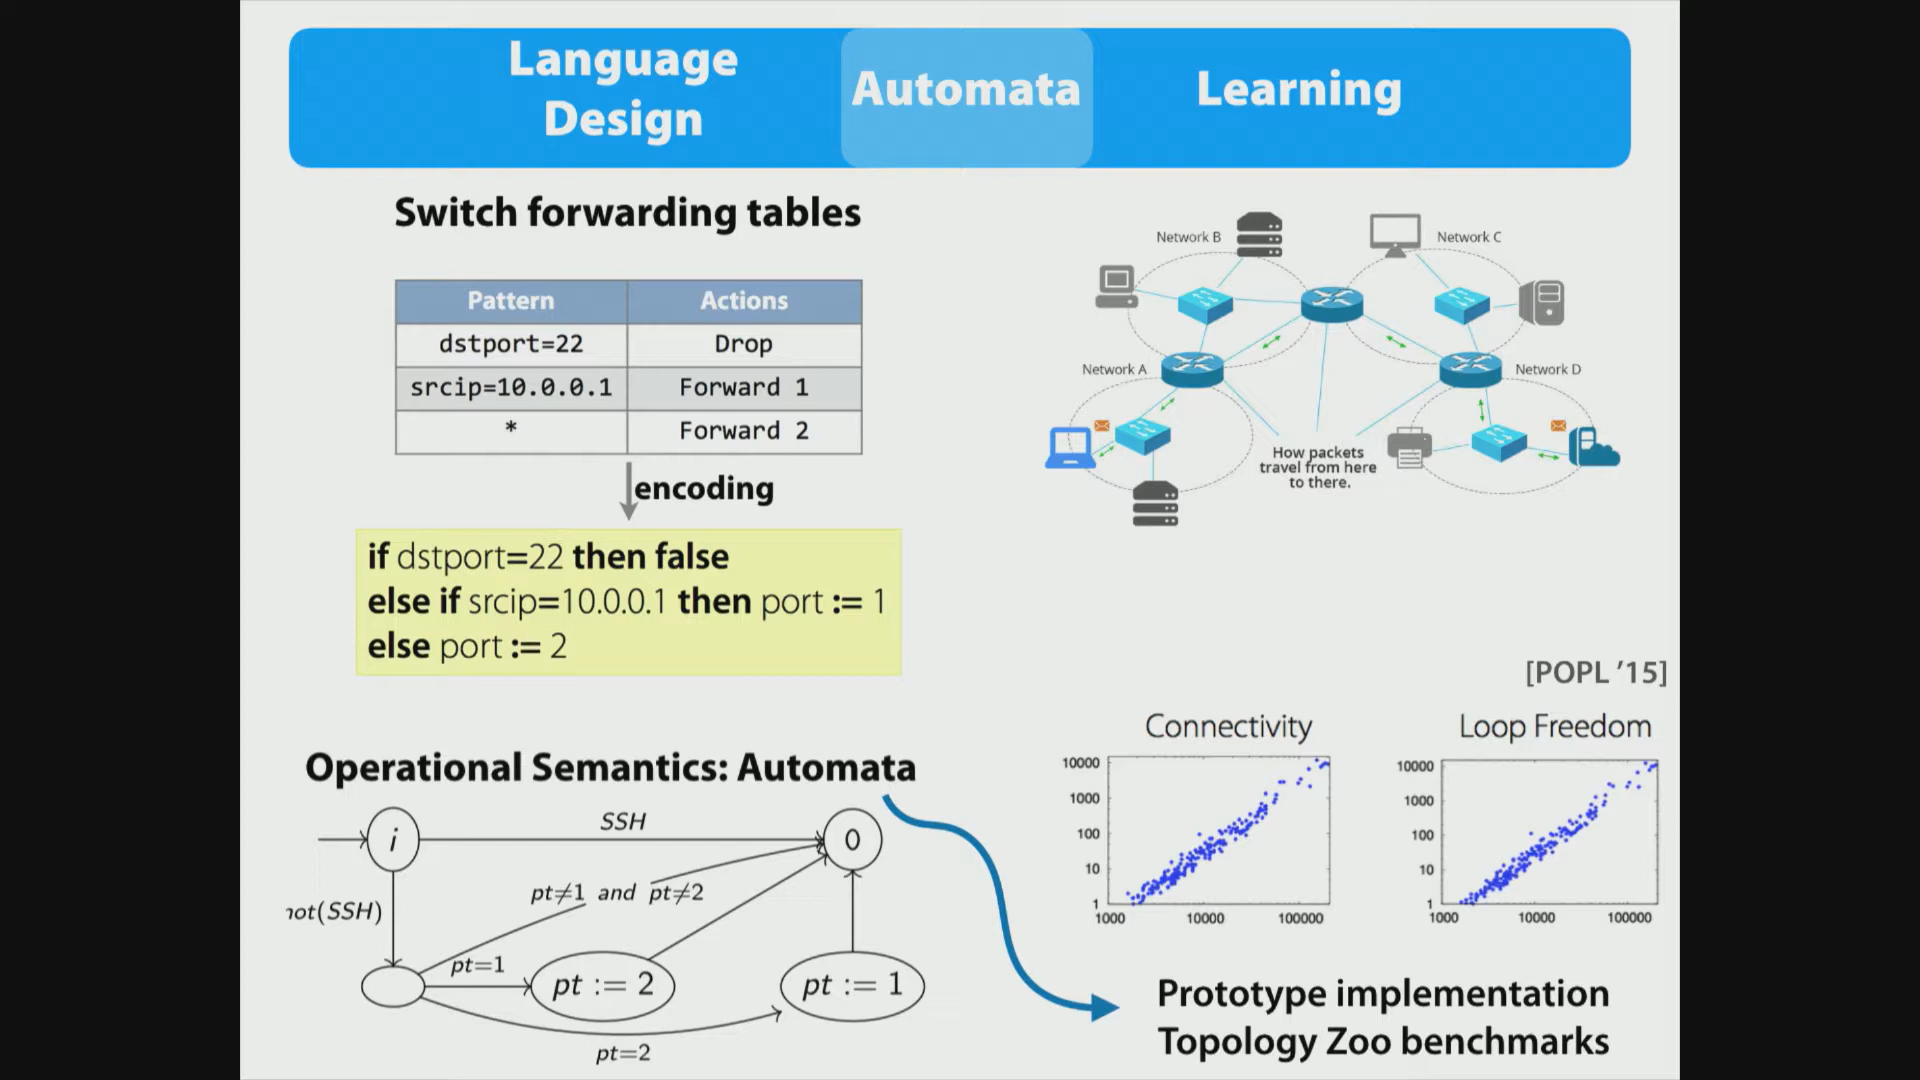 Language
Design
Automata
Learning
Switch forwarding tables
Pattern Actions
dstport=22 Drop
srcip=10.0.0.1 Forward 1
* Forward 2
encoding
if dstport=22 then false
else if srcip=10.0.0.1 then port := 1
else port := 2
Network B
Network C
Network A
Network D
How packets
travel from here
to there.
[POPL ’15]
Operational Semantics: Automata
i
SSH
0
not(SSH)
pt≠1 and pt≠2
pt=1
pt := 2
pt := 1
pt=2
Connectivity
10000
1000
100
10
1
1000 10000 100000
Loop Freedom
10000
1000
100
10
1
1000 10000 100000
Prototype implementation
Topology Zoo benchmarks